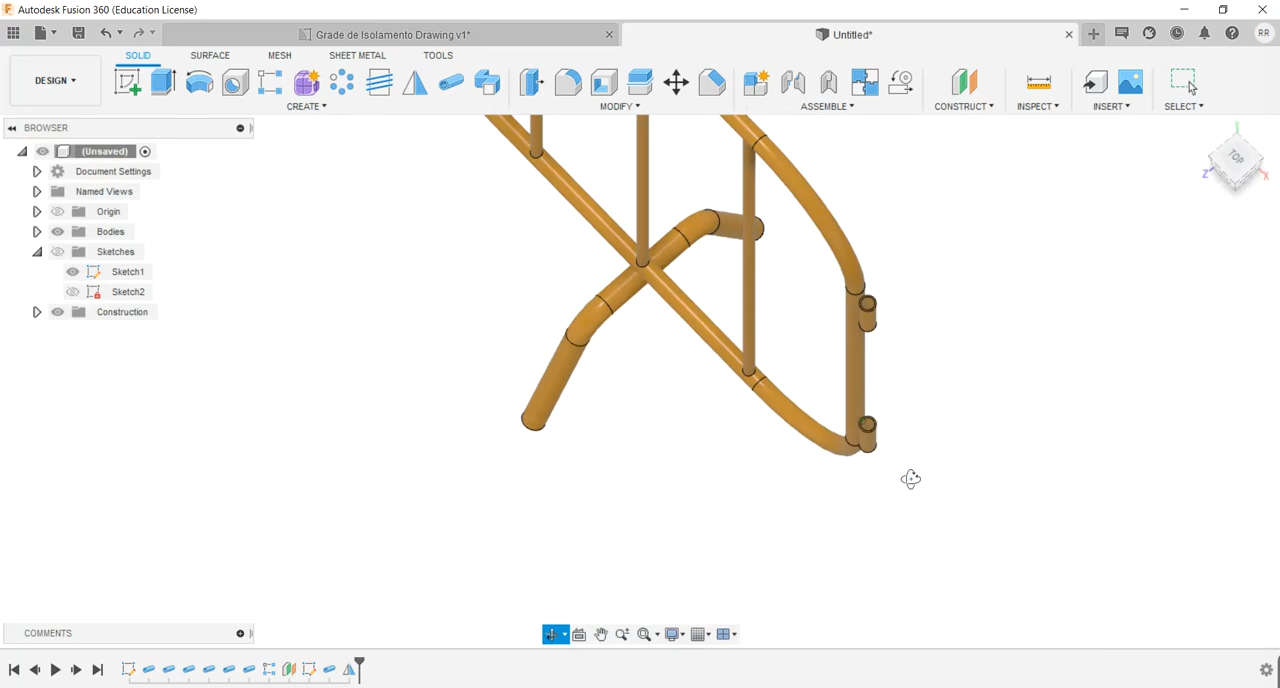 Autodesk Fusion 360 (Education License)
Grade de Isolamento Drawing v1*
Untitled*
RR
DESIGN
SOLID SURFACE MESH SHEET METAL TOOLS
CREATE MODIFY ASSEMBLE CONSTRUCT INSPECT INSERT SELECT
BROWSER
(Unsaved)
Document Settings
Named Views
Origin
Bodies
Sketches
Sketch1
Sketch2
Construction
Y
TOP
Z
X
COMMENTS